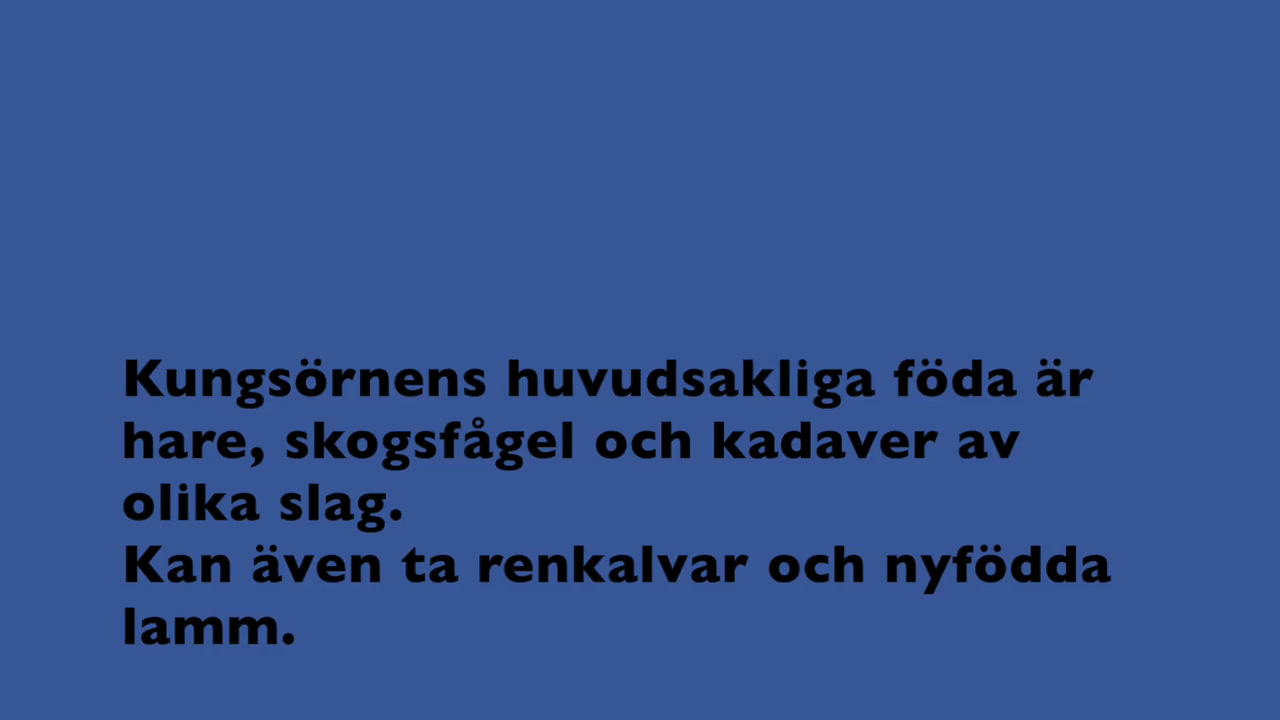 Kungsörnens huvudsakliga föda är
hare, skogsfågel och kadaver av
olika slag.
Kan även ta renkalvar och nyfödda
lamm.